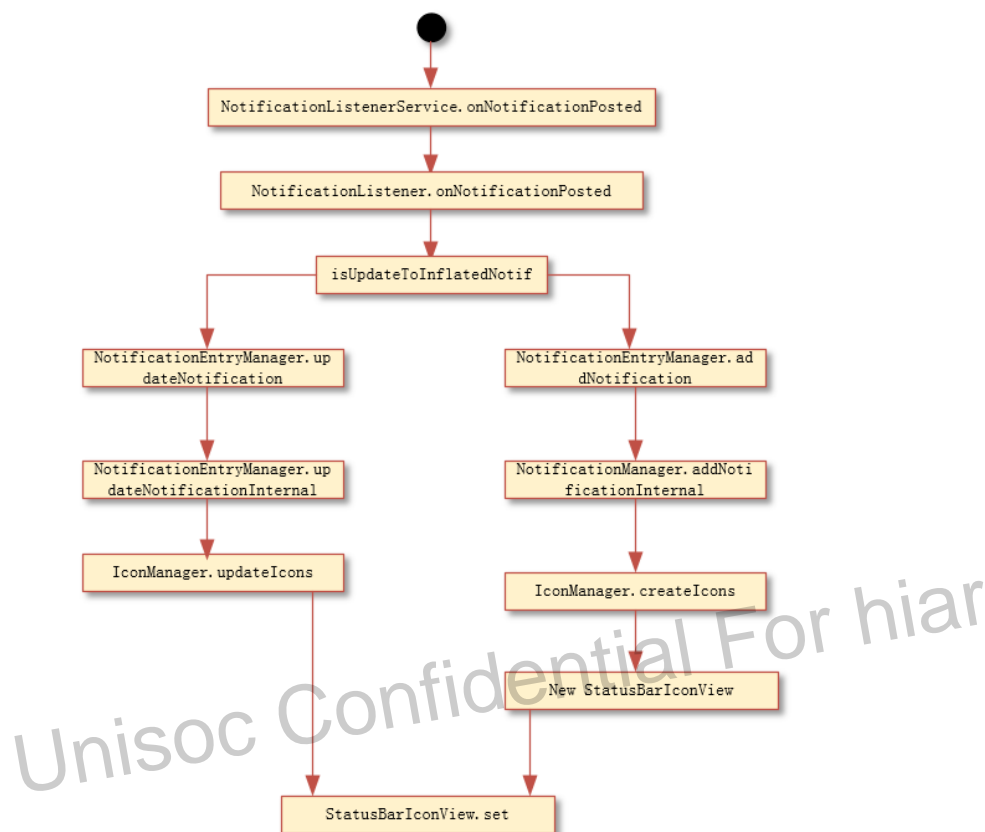 NotificationListenerService.onNotificationPosted
NotificationListener.onNotificationPosted
isUpdateToInflatedNotif
NotificationEntryManager.up
dateNotification
NotificationEntryManager.ad
dNotification
NotificationEntryManager.up
dateNotificationInternal
NotificationManager.addNoti
ficationInternal
IconManager.updateIcons
IconManager.createIcons
New StatusBarIconView
StatusBarIconView.set
Unisoc Confidential For hiar